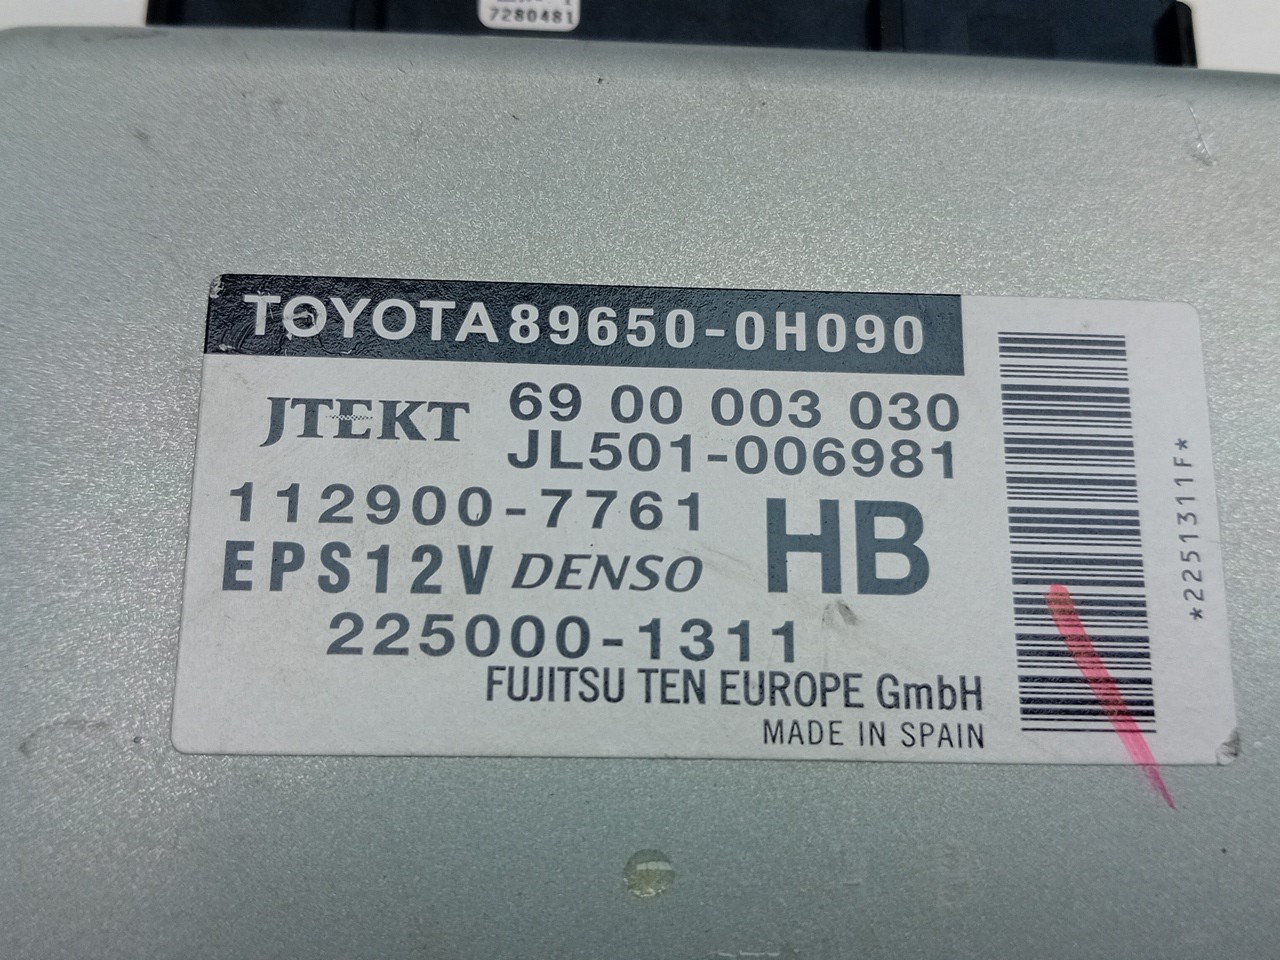 7280481
TOYOTA 89650-0H090
JTEKT 69 00 003 030
JL501-006981
112900-7761 HB
EPS12V DENSO
225000-1311
FUJITSU TEN EUROPE GmbH
MADE IN SPAIN
*2251311F*